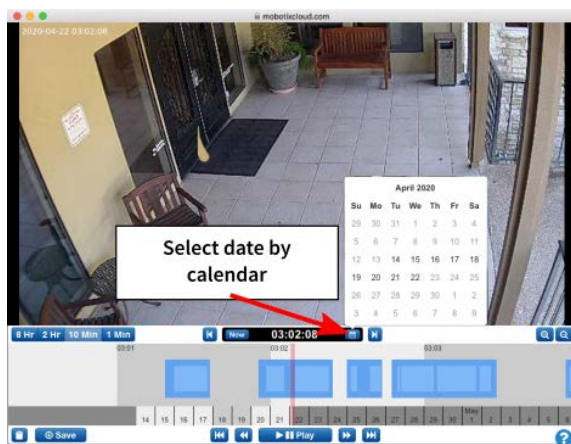 mobotixcloud.com
2020-04-22 03:02:08
April 2020
Su Mo Tu We Th Fr Sa
29 30 31 1 2 3 4
5 6 7 8 9 10 11
12 13 14 15 16 17 18
19 20 21 22 23 24 25
26 27 28 29 30 1 2
3 4 5 6 7 8 9
Select date by
calendar
8 Hr 2 Hr 10 Min 1 Min Now 03:02:08
03:01 03:02 03:03
May
14 15 16 17 18 19 20 21 22 23 24 25 26 27 28 29 30 1 2 3 4 5 6
Save Play ?